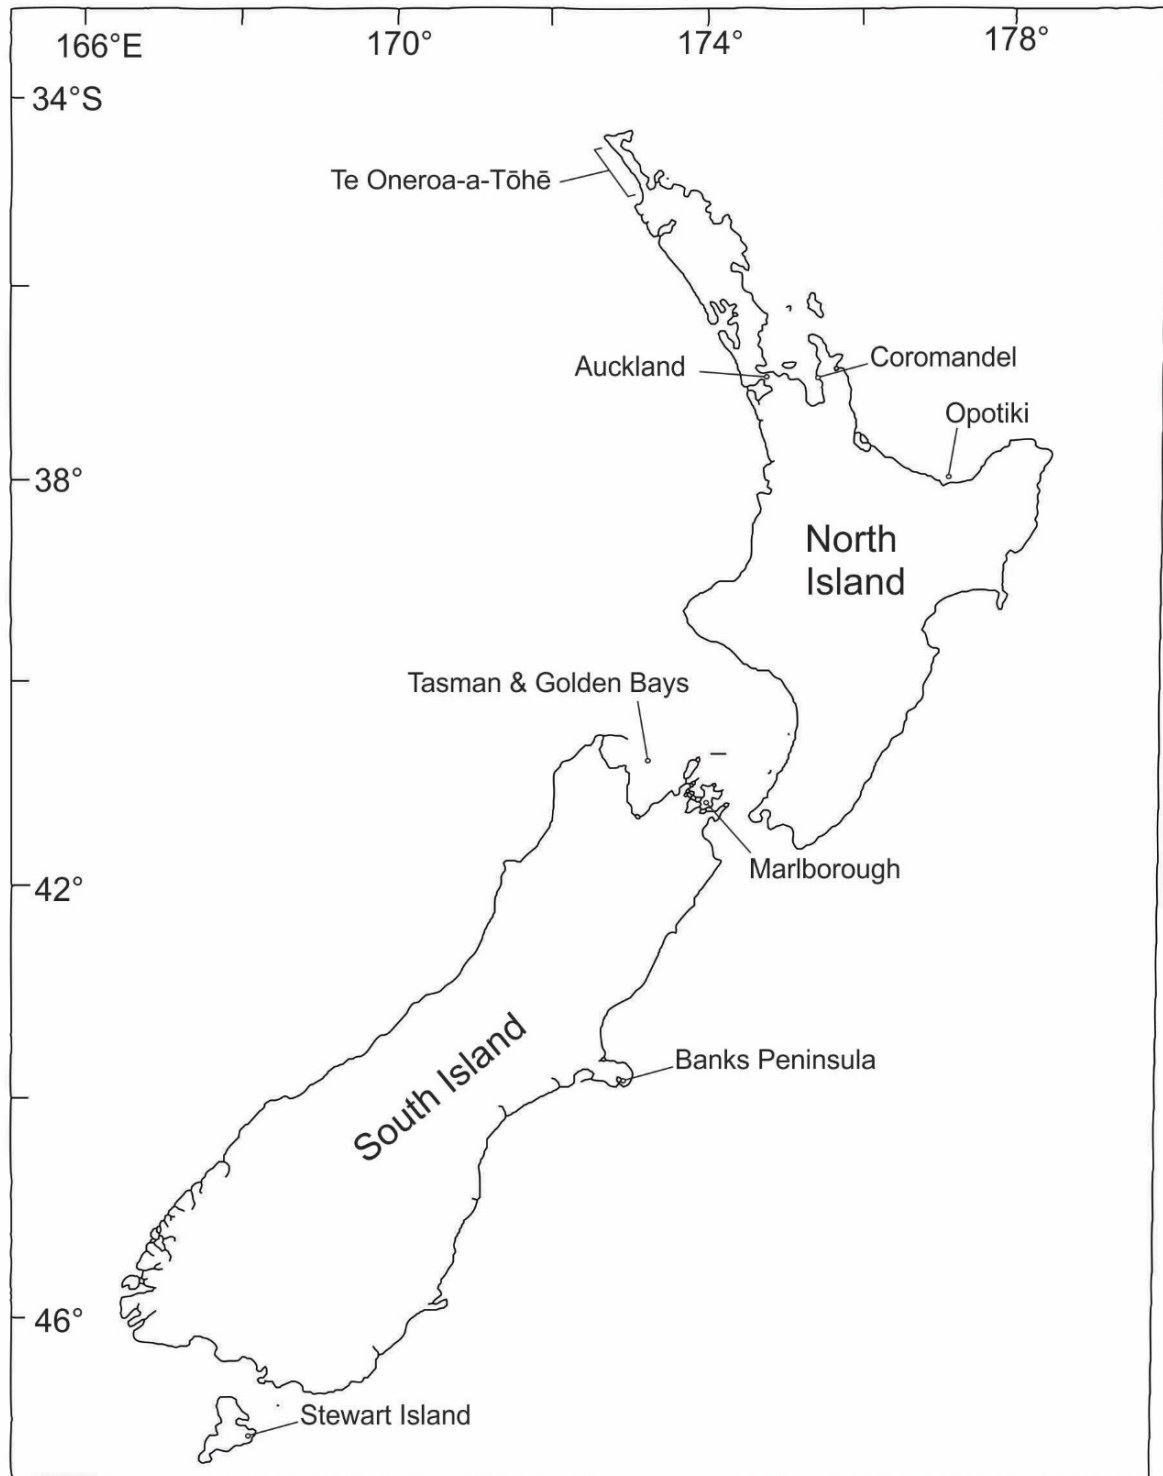 166°E
170°
174°
178°
34°S
Te Oneroa-a-Tōhē
Auckland
Coromandel
Opotiki
38°
North
Island
Tasman & Golden Bays
42°
Marlborough
South Island
Banks Peninsula
46°
Stewart Island